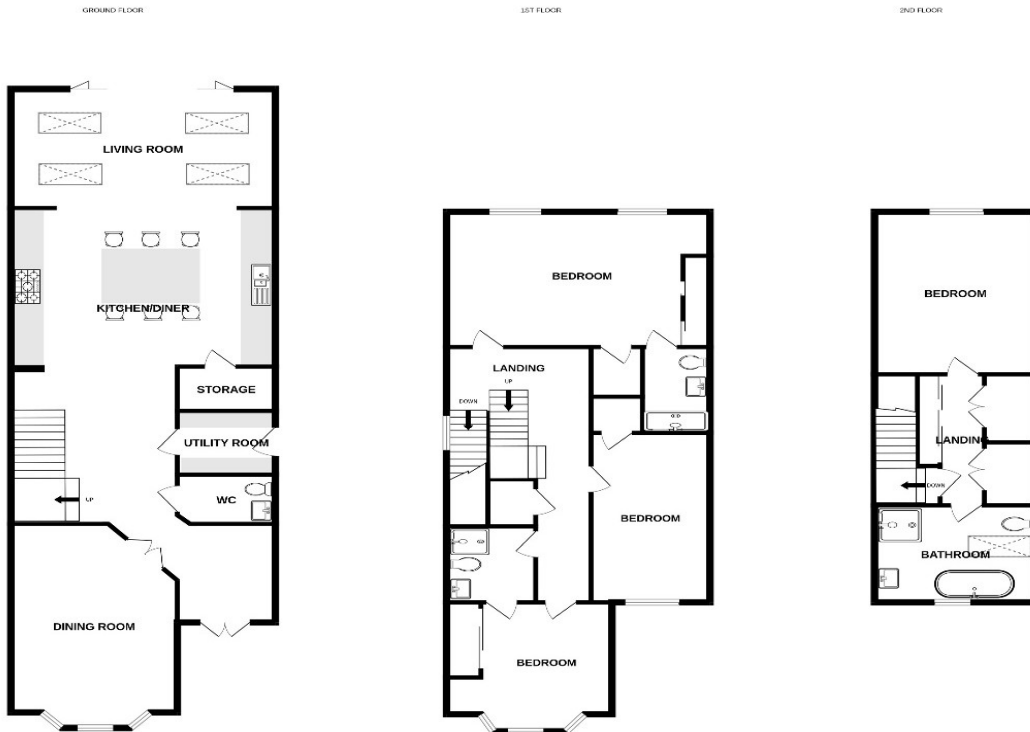 GROUND FLOOR
1ST FLOOR
2ND FLOOR
LIVING ROOM
KITCHEN/DINER
STORAGE
UTILITY ROOM
UP
WC
DINING ROOM
BEDROOM
LANDING
UP
DOWN
BEDROOM
BEDROOM
BEDROOM
LANDING
DOWN
BATHROOM